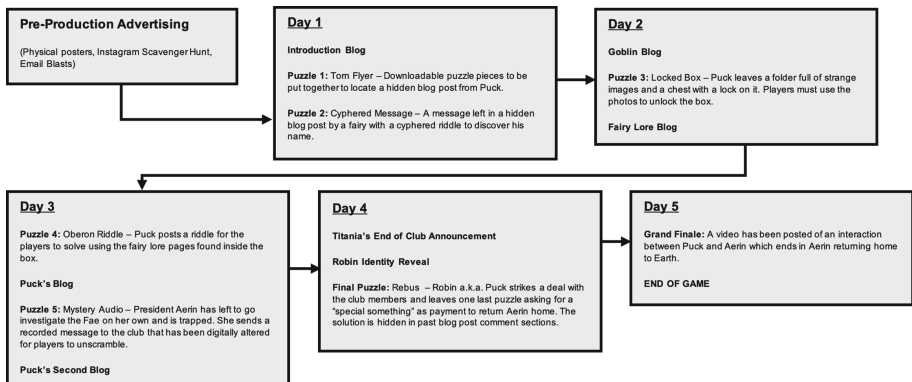 Pre-Production Advertising
(Physical posters, Instagram Scavenger Hunt,
Email Blasts)
Day 1
Introduction Blog
Puzzle 1: Torn Flyer – Downloadable puzzle pieces to be
put together to locate a hidden blog post from Puck.
Puzzle 2: Cyphered Message – A message left in a hidden
blog post by a fairy with a cyphered riddle to discover his
name.
Day 2
Goblin Blog
Puzzle 3: Locked Box – Puck leaves a folder full of strange
images and a chest with a lock on it. Players must use the
photos to unlock the box.
Fairy Lore Blog
Day 3
Puzzle 4: Oberon Riddle – Puck posts a riddle for the
players to solve using the fairy lore pages found inside the
box.
Puck's Blog
Puzzle 5: Mystery Audio – President Aerin has left to go
investigate the Fae on her own and is trapped. She sends a
recorded message to the club that has been digitally altered
for players to unscramble.
Puck's Second Blog
Day 4
Titania's End of Club Announcement
Robin Identity Reveal
Final Puzzle: Rebus – Robin a.k.a. Puck strikes a deal with
the club members and leaves one last puzzle asking for a
"special something" as payment to return Aerin home. The
solution is hidden in past blog post comment sections.
Day 5
Grand Finale: A video has been posted of an interaction
between Puck and Aerin which ends in Aerin returning home
to Earth.
END OF GAME